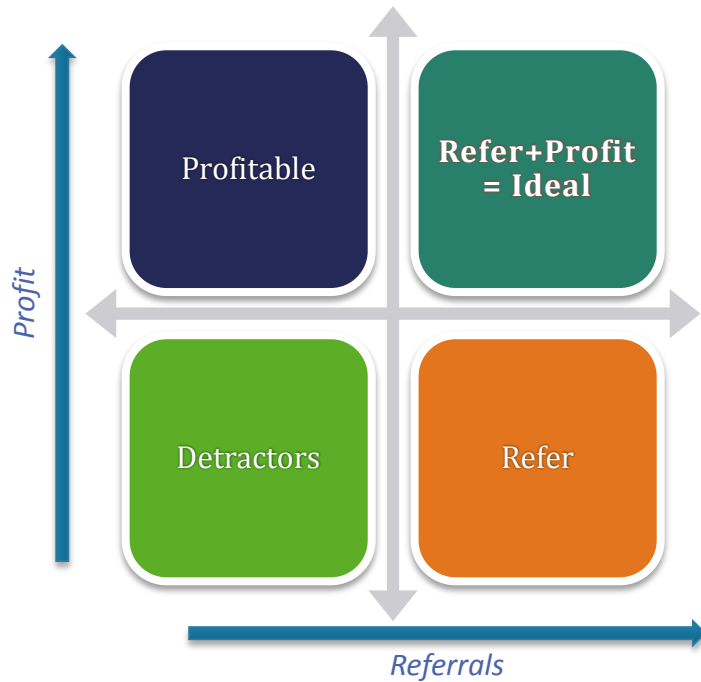 Profitable
Refer+Profit
= Ideal
Profit
Detractors
Refer
Referrals